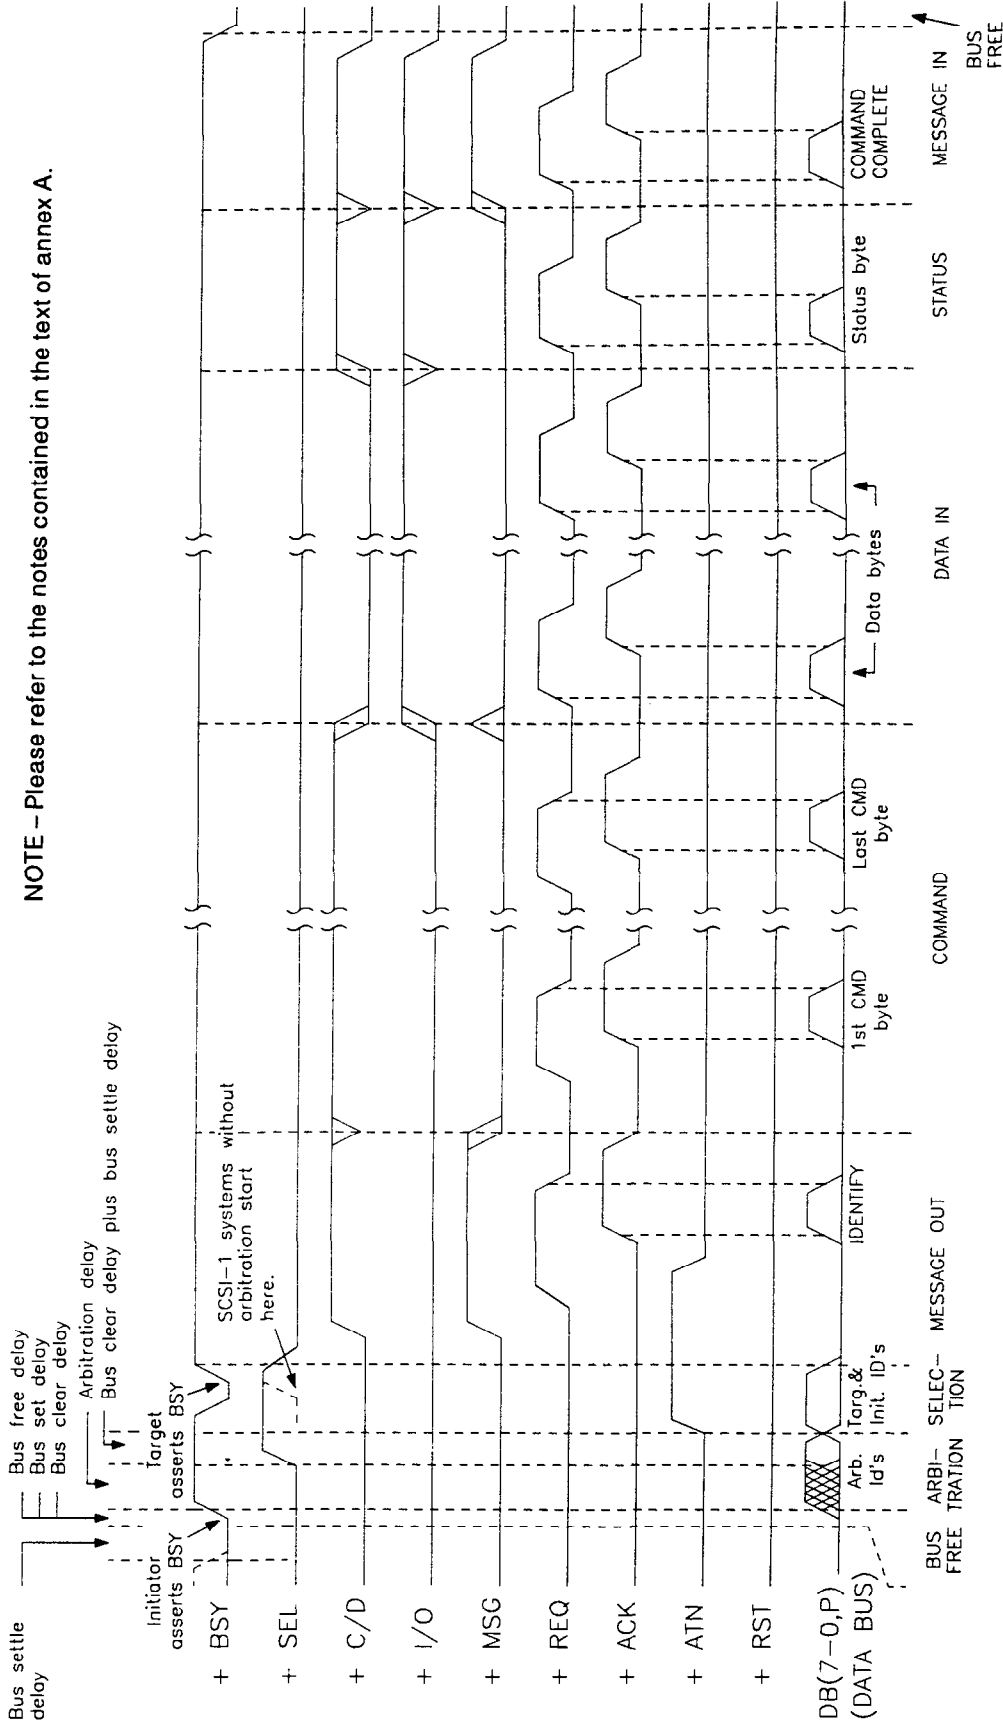 NOTE – Please refer to the notes contained in the text of annex A.
Bus settle
delay
Bus free delay
Bus set delay
Bus clear delay
Arbitration delay
Bus clear delay plus bus settle delay
Initiator
asserts BSY
Target
asserts BSY
SCSI-1 systems without
arbitration start
here.
+ BSY
+ SEL
+ C/D
+ I/O
+ MSG
+ REQ
+ ACK
+ ATN
+ RST
DB(7-0,P)
(DATA BUS)
Arb.
Id's
Targ.&
Init. ID's
IDENTIFY
1st CMD
byte
Last CMD
byte
Data bytes
Status byte
COMMAND
COMPLETE
BUS
FREE
ARBI-
TRATION
SELEC-
TION
MESSAGE OUT
COMMAND
DATA IN
STATUS
MESSAGE IN
BUS
FREE